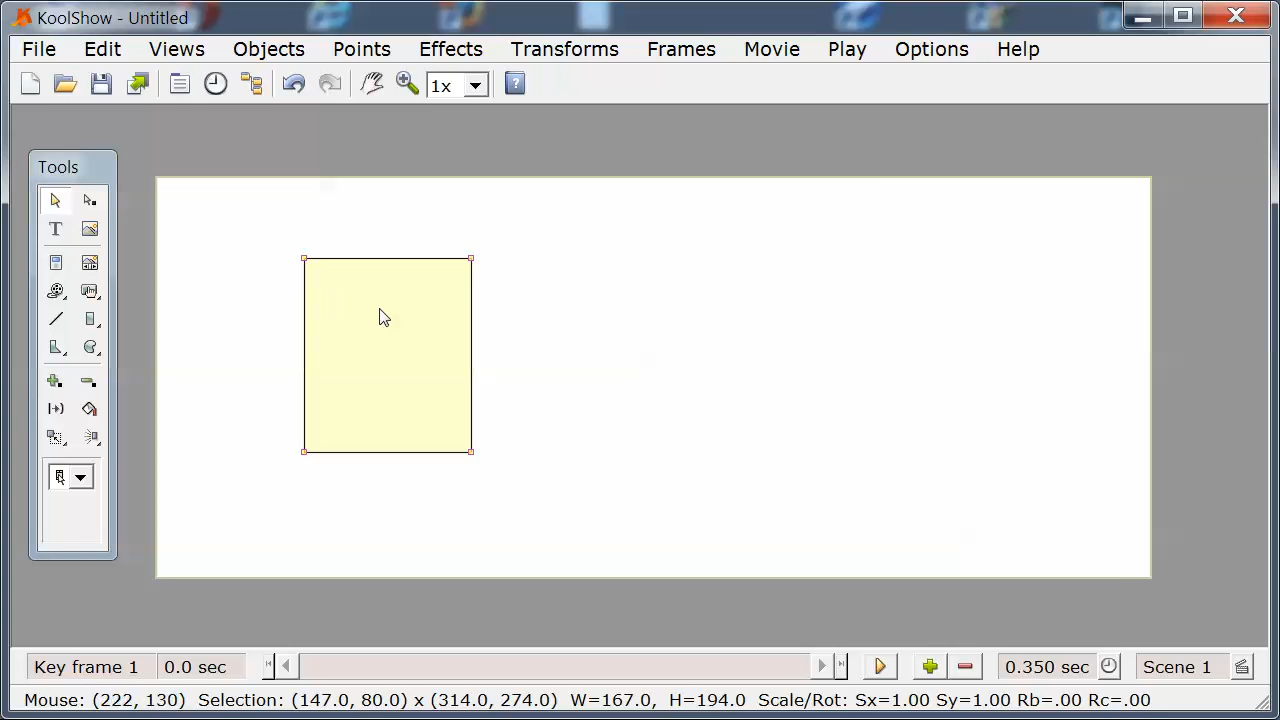 KoolShow - Untitled
File Edit Views Objects Points Effects Transforms Frames Movie Play Options Help
1x ?
Tools
T
Key frame 1 0.0 sec 0.350 sec Scene 1
Mouse: (222, 130) Selection: (147.0, 80.0) x (314.0, 274.0) W=167.0, H=194.0 Scale/Rot: Sx=1.00 Sy=1.00 Rb=.00 Rc=.00